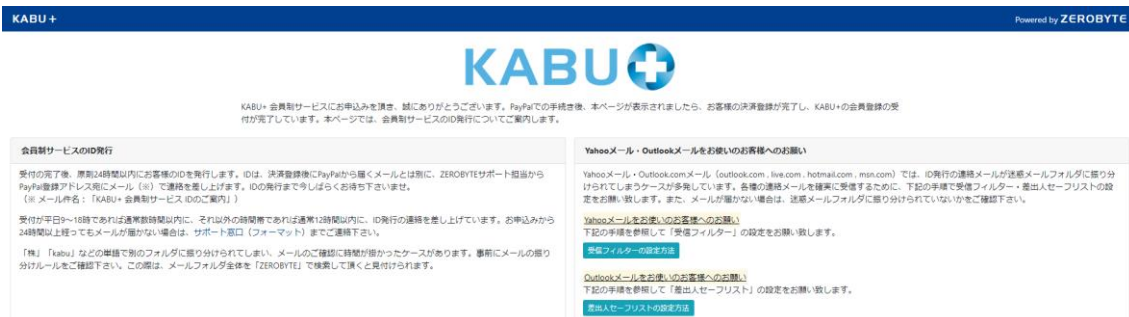 KABU+
Powered by ZEROBYTE
KABU+
KABU+ 会員制サービスにお申込みを頂き、誠にありがとうございます。PayPalでの手続き後、本ページが表示されましたら、お客様の決済登録が完了し、KABU+の会員登録の受
付が完了しています。本ページでは、会員制サービスのID発行についてご案内します。
会員制サービスのID発行
受付の完了後、原則24時間以内にお客様のIDを発行します。IDは、決済登録後にPayPalから届くメールとは別に、ZEROBYTEサポート担当から
PayPal登録アドレス宛にメール（※）で連絡を差し上げます。IDの発行まで今しばらくお待ち下さいませ。
（※ メール件名：「KABU+ 会員制サービス IDのご案内」）
受付が平日9～18時であれば通常数時間以内に、それ以外の時間帯であれば通常12時間以内に、ID発行の連絡を差し上げています。お申込みから
24時間以上経ってもメールが届かない場合は、サポート窓口（フォーマット）までご連絡下さい。
「株」「kabu」などの単語で別のフォルダに振り分けられてしまい、メールのご確認に時間が掛かったケースがあります。事前にメールの振り
分けルールをご確認下さい。この際は、メールフォルダ全体を「ZEROBYTE」で検索して頂くと見付けられます。
Yahooメール・Outlookメールをお使いのお客様へのお願い
Yahooメール・Outlookメール（outlook.com , live.com , hotmail.com , msn.com）では、ID発行の連絡メールが迷惑メールフォルダに振り分
けられてしまうケースが多発しています。各種の連絡メールを確実に受信するために、下記の手順で受信フィルター・差出人セーフリストの設
定をお願い致します。また、メールが届かない場合は、迷惑メールフォルダに振り分けられていないかをご確認下さい。
Yahooメールをお使いのお客様へのお願い
下記の手順を参照して「受信フィルター」の設定をお願い致します。
受信フィルターの設定方法
Outlookメールをお使いのお客様へのお願い
下記の手順を参照して「差出人セーフリスト」の設定をお願い致します。
差出人セーフリストの設定方法